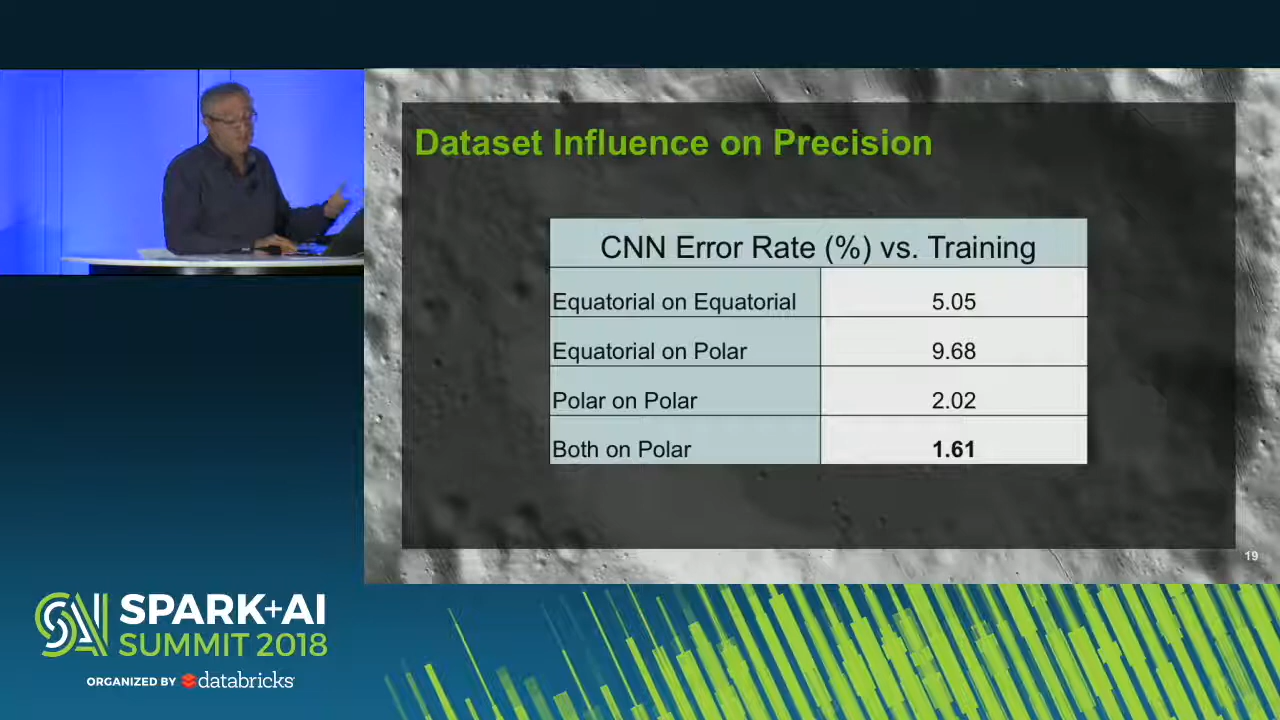 Dataset Influence on Precision
CNN Error Rate (%) vs. Training
Equatorial on Equatorial 5.05
Equatorial on Polar 9.68
Polar on Polar 2.02
Both on Polar 1.61
19
SAI SPARK+AI
SUMMIT 2018
ORGANIZED BY databricks